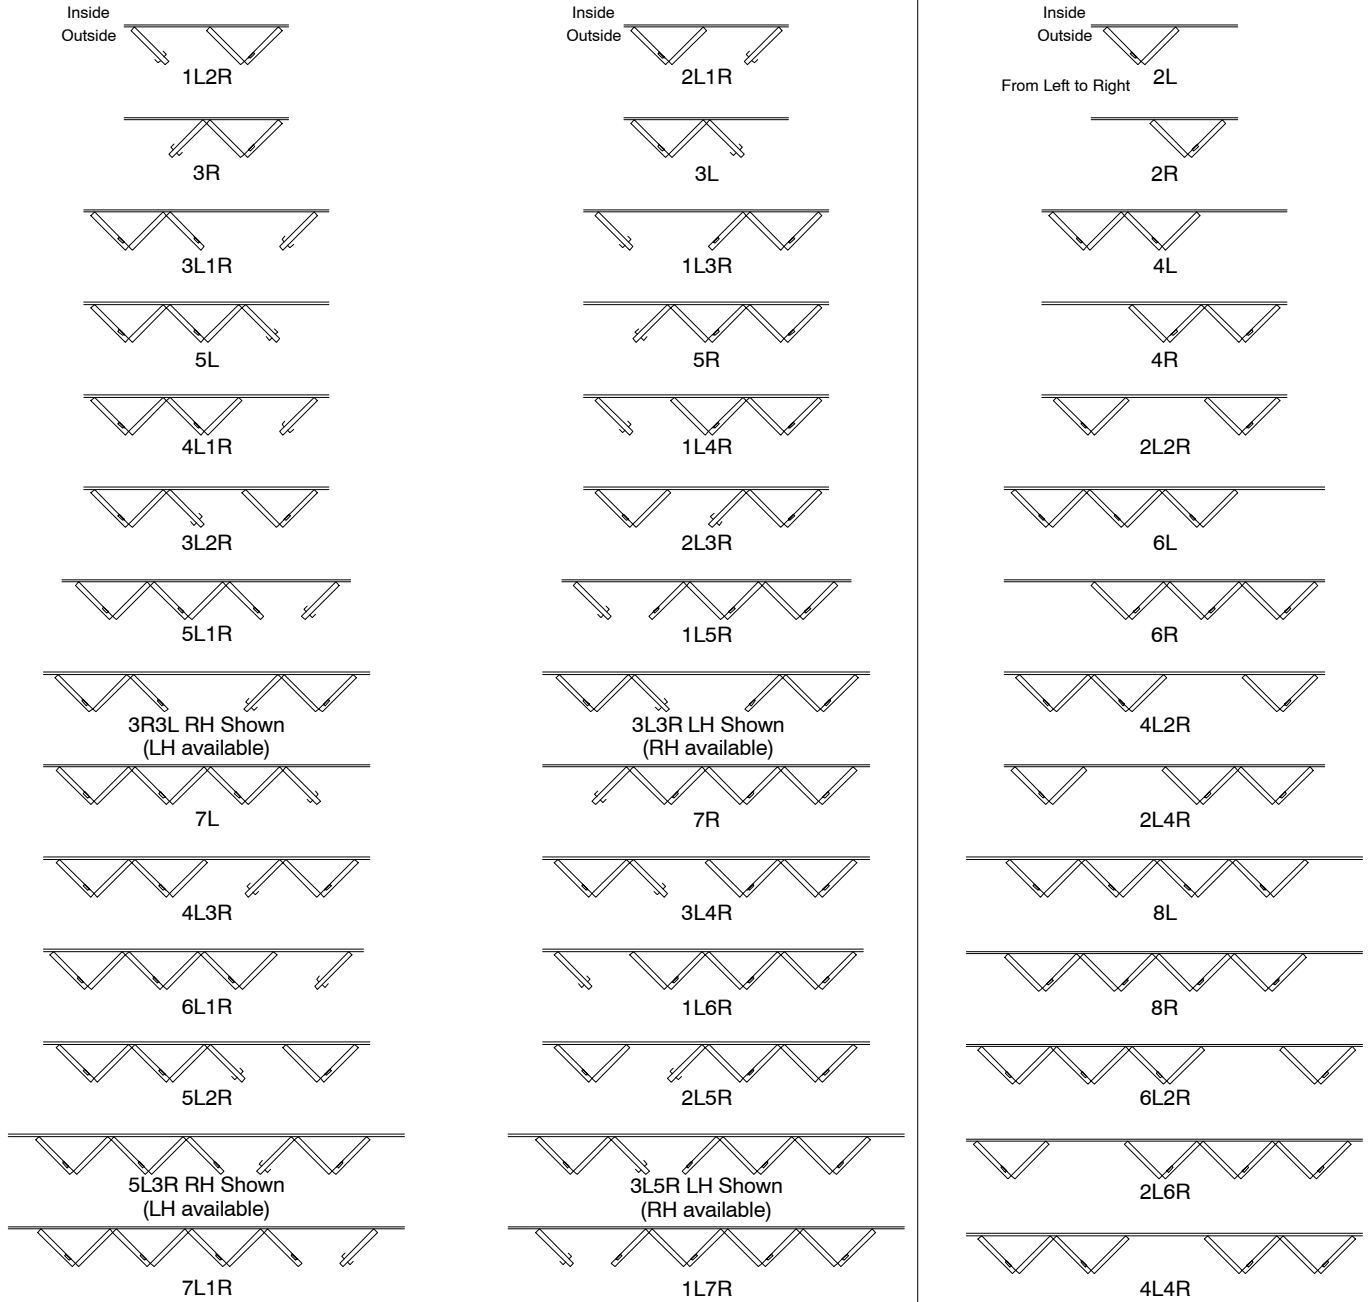 Inside
Outside
1L2R
3R
3L1R
5L
4L1R
3L2R
5L1R
3R3L RH Shown
(LH available)
7L
4L3R
6L1R
5L2R
5L3R RH Shown
(LH available)
7L1R
Inside
Outside
2L1R
3L
1L3R
5R
1L4R
2L3R
1L5R
3L3R LH Shown
(RH available)
7R
3L4R
1L6R
2L5R
3L5R LH Shown
(RH available)
1L7R
Inside
Outside
2L
From Left to Right
2R
4L
4R
2L2R
6L
6R
4L2R
2L4R
8L
8R
6L2R
2L6R
4L4R